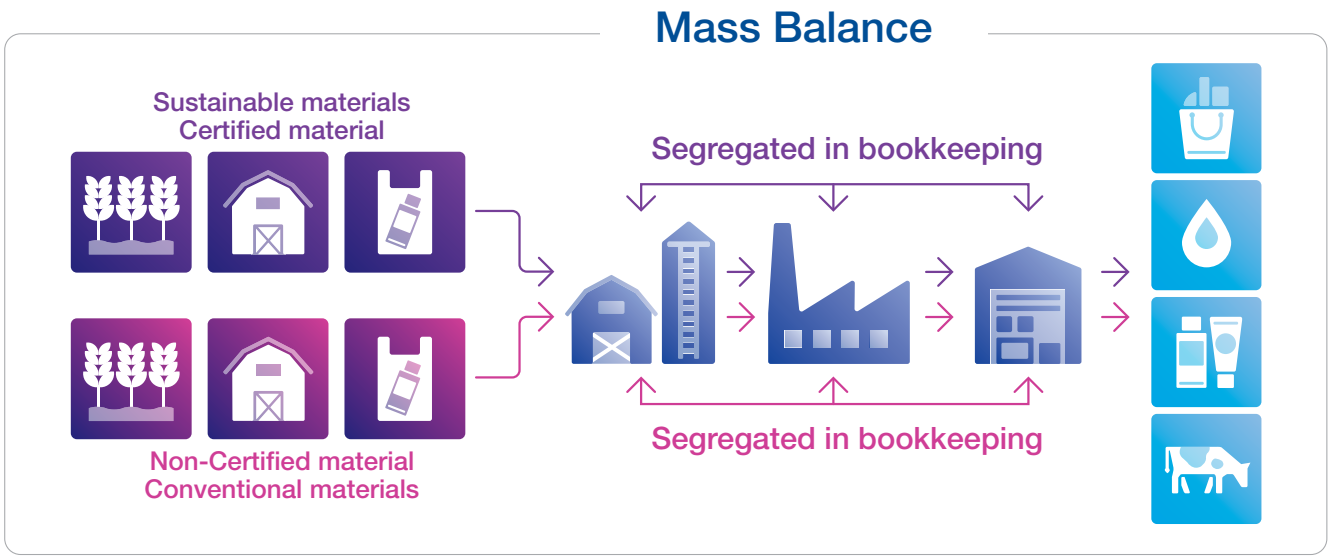 Mass Balance
Sustainable materials
Certified material
Segregated in bookkeeping
Segregated in bookkeeping
Non-Certified material
Conventional materials